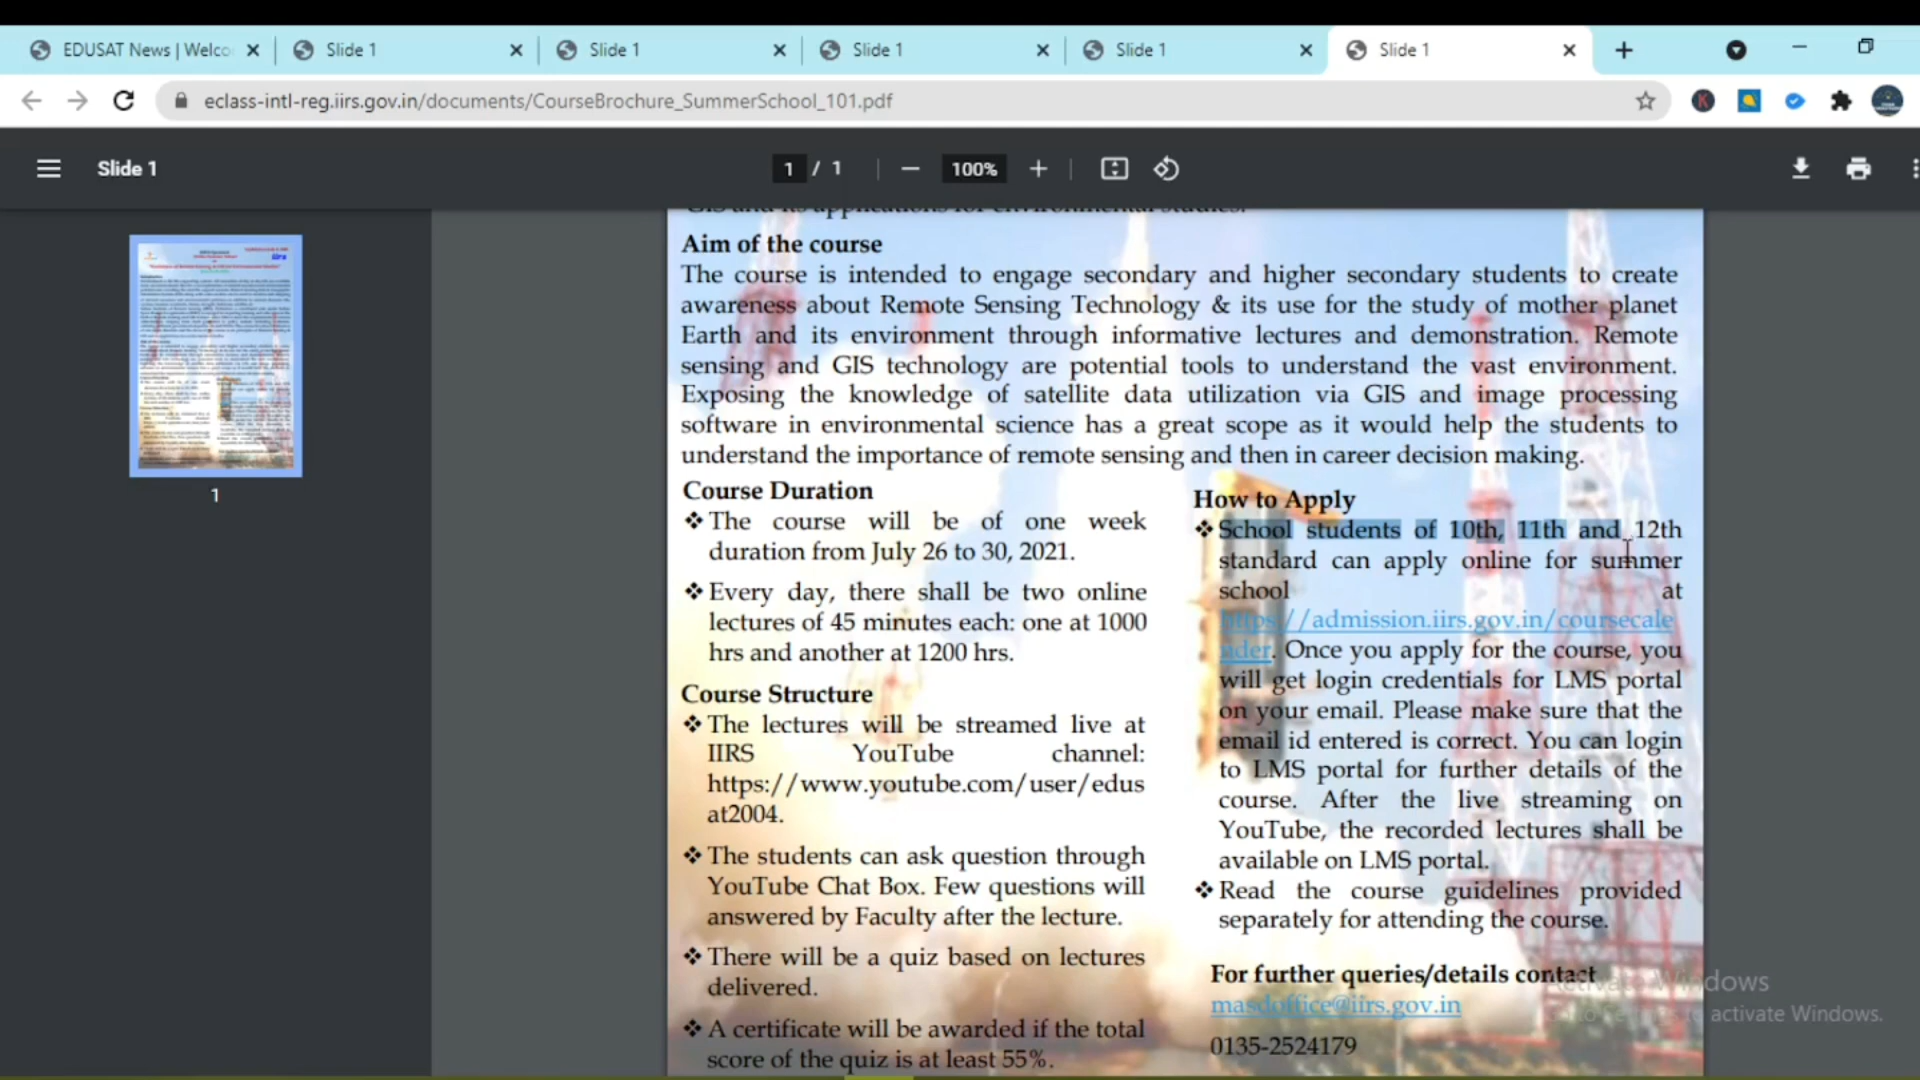 EDUSAT News | Welco
Slide 1
Slide 1
Slide 1
Slide 1
Slide 1
eclass-intl-reg.iirs.gov.in/documents/CourseBrochure_SummerSchool_101.pdf
Slide 1
1 / 1
100%
1
GIS and its applications for environmental studies.
Aim of the course
The course is intended to engage secondary and higher secondary students to create
awareness about Remote Sensing Technology & its use for the study of mother planet
Earth and its environment through informative lectures and demonstration. Remote
sensing and GIS technology are potential tools to understand the vast environment.
Exposing the knowledge of satellite data utilization via GIS and image processing
software in environmental science has a great scope as it would help the students to
understand the importance of remote sensing and then in career decision making.
Course Duration
❖ The course will be of one week
duration from July 26 to 30, 2021.
❖ Every day, there shall be two online
lectures of 45 minutes each: one at 1000
hrs and another at 1200 hrs.
Course Structure
❖ The lectures will be streamed live at
IIRS YouTube channel:
https://www.youtube.com/user/edus
at2004.
❖ The students can ask question through
YouTube Chat Box. Few questions will
answered by Faculty after the lecture.
❖ There will be a quiz based on lectures
delivered.
❖ A certificate will be awarded if the total
score of the quiz is at least 55%.
How to Apply
❖ School students of 10th, 11th and 12th
standard can apply online for summer
school at
https://admission.iirs.gov.in/coursecale
nder. Once you apply for the course, you
will get login credentials for LMS portal
on your email. Please make sure that the
email id entered is correct. You can login
to LMS portal for further details of the
course. After the live streaming on
YouTube, the recorded lectures shall be
available on LMS portal.
❖ Read the course guidelines provided
separately for attending the course.
For further queries/details contact
masdoffice@iirs.gov.in
0135-2524179
Activate Windows
Go to Settings to activate Windows.